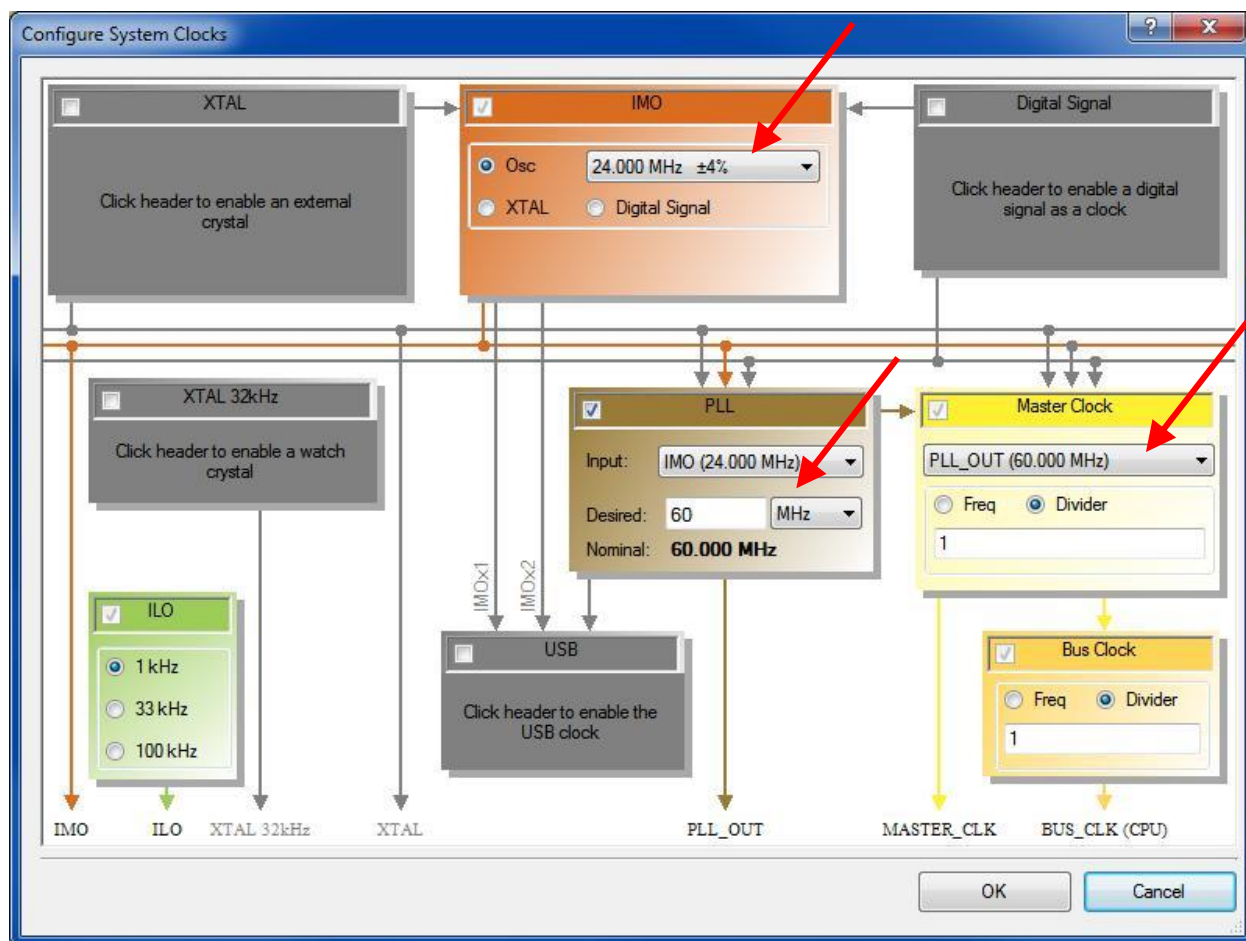 Configure System Clocks
XTAL
Click header to enable an external
crystal
IMO
Osc
24.000 MHz ±4%
XTAL
Digital Signal
Digital Signal
Click header to enable a digital
signal as a clock
XTAL 32kHz
Click header to enable a watch
crystal
PLL
Input:
IMO (24.000 MHz)
Desired:
60
MHz
Nominal:
60.000 MHz
Master Clock
PLL_OUT (60.000 MHz)
Freq
Divider
1
IMOx1
IMOx2
ILO
1 kHz
33 kHz
100 kHz
USB
Click header to enable the
USB clock
Bus Clock
Freq
Divider
1
IMO
ILO
XTAL 32kHz
XTAL
PLL_OUT
MASTER_CLK
BUS_CLK (CPU)
OK
Cancel